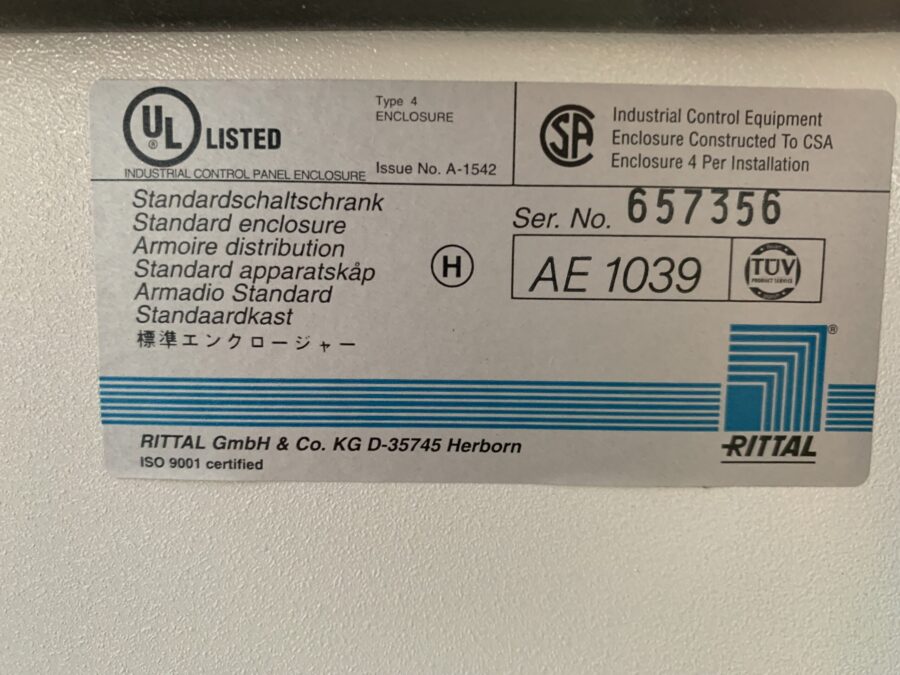 UL
®
LISTED
INDUSTRIAL CONTROL PANEL ENCLOSURE
Type 4
ENCLOSURE
Issue No. A-1542
SA
Industrial Control Equipment
Enclosure Constructed To CSA
Enclosure 4 Per Installation
Standardschaltschrank
Standard enclosure
Armoire distribution
Standard apparatskåp
Armadio Standard
Standaardkast
標準エンクロージャー
H
Ser. No. 657356
AE 1039
TÜV
PRODUCT SERVICE
®
RITTAL
RITTAL GmbH & Co. KG D-35745 Herborn
ISO 9001 certified